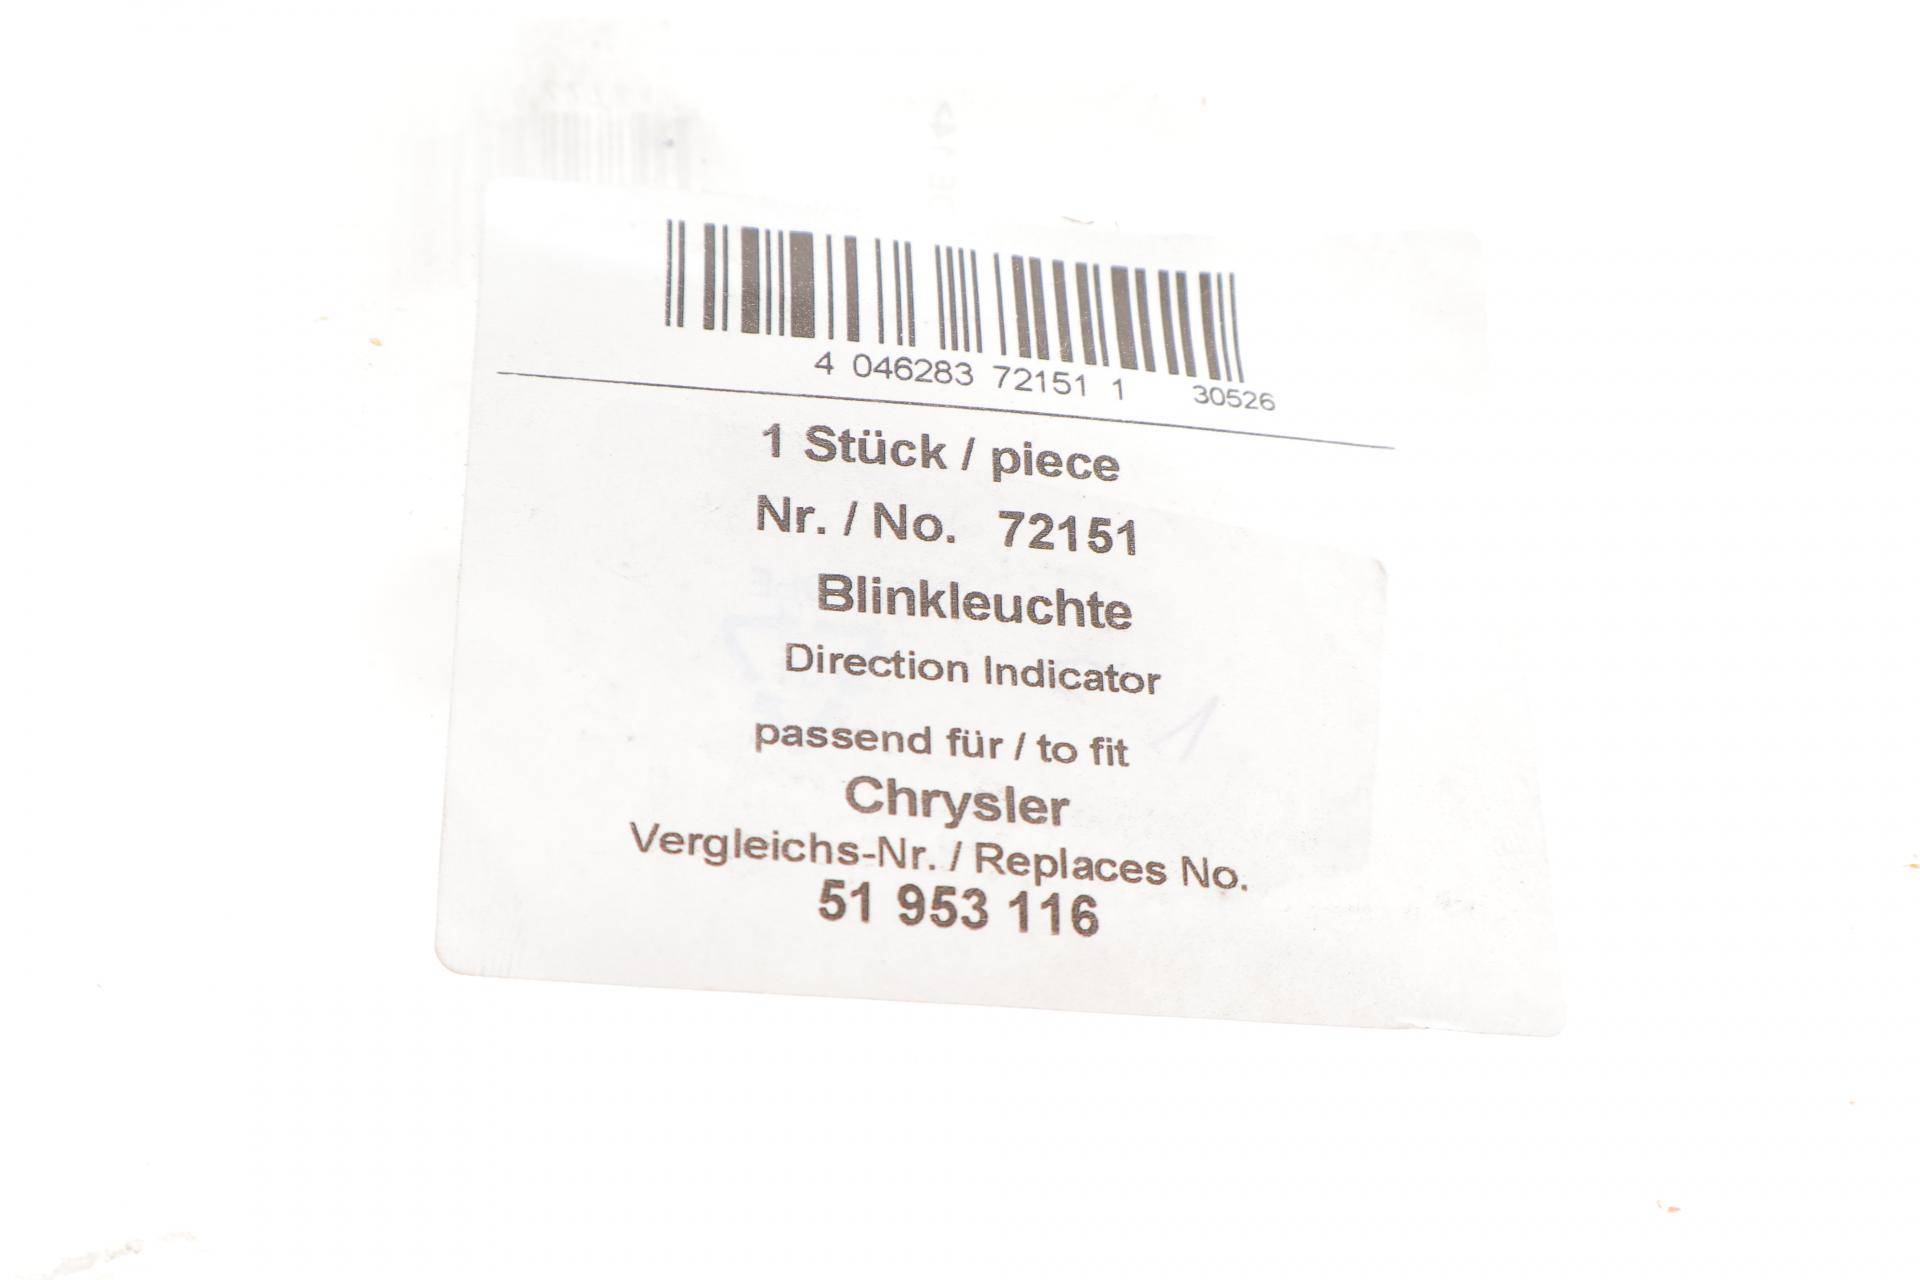 4 046283 72151 1 30526
1 Stück / piece
Nr. / No. 72151
Blinkleuchte
Direction Indicator
passend für / to fit
Chrysler
Vergleichs-Nr. / Replaces No.
51 953 116